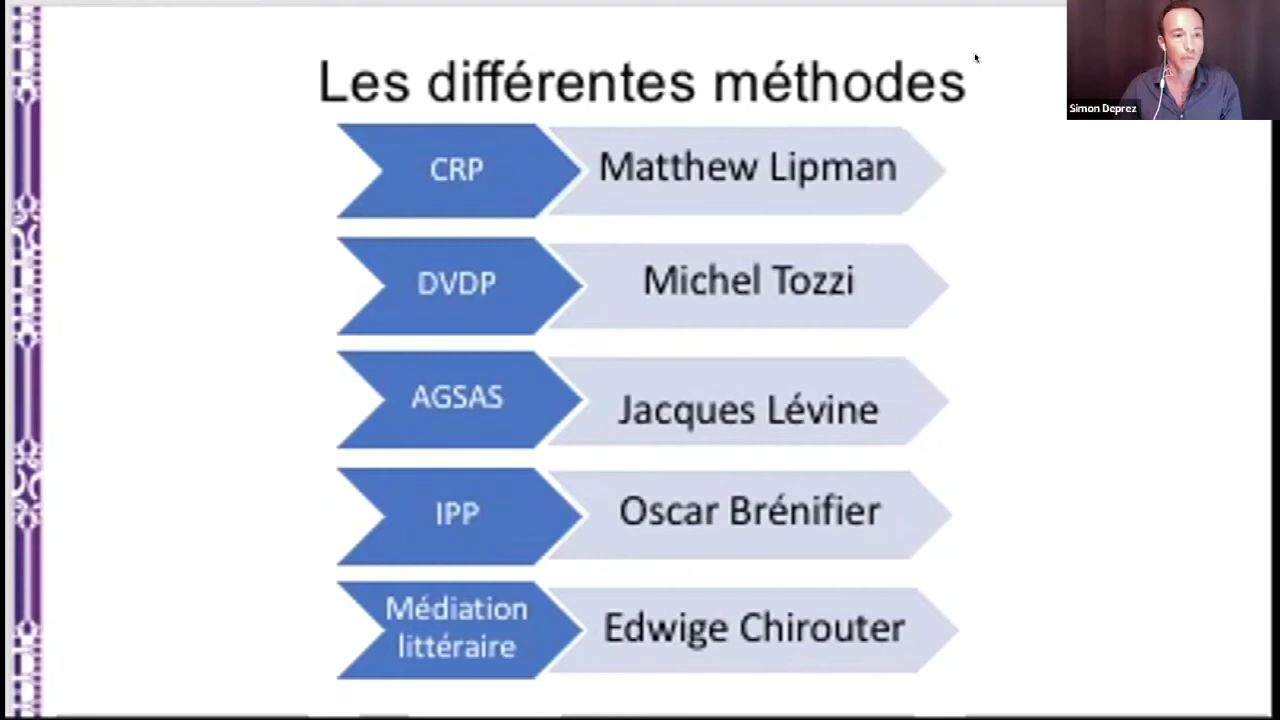 Les différentes méthodes
Simon Deprez
CRP
Matthew Lipman
DVDP
Michel Tozzi
AGSAS
Jacques Lévine
IPP
Oscar Brénifier
Médiation
littéraire
Edwige Chirouter